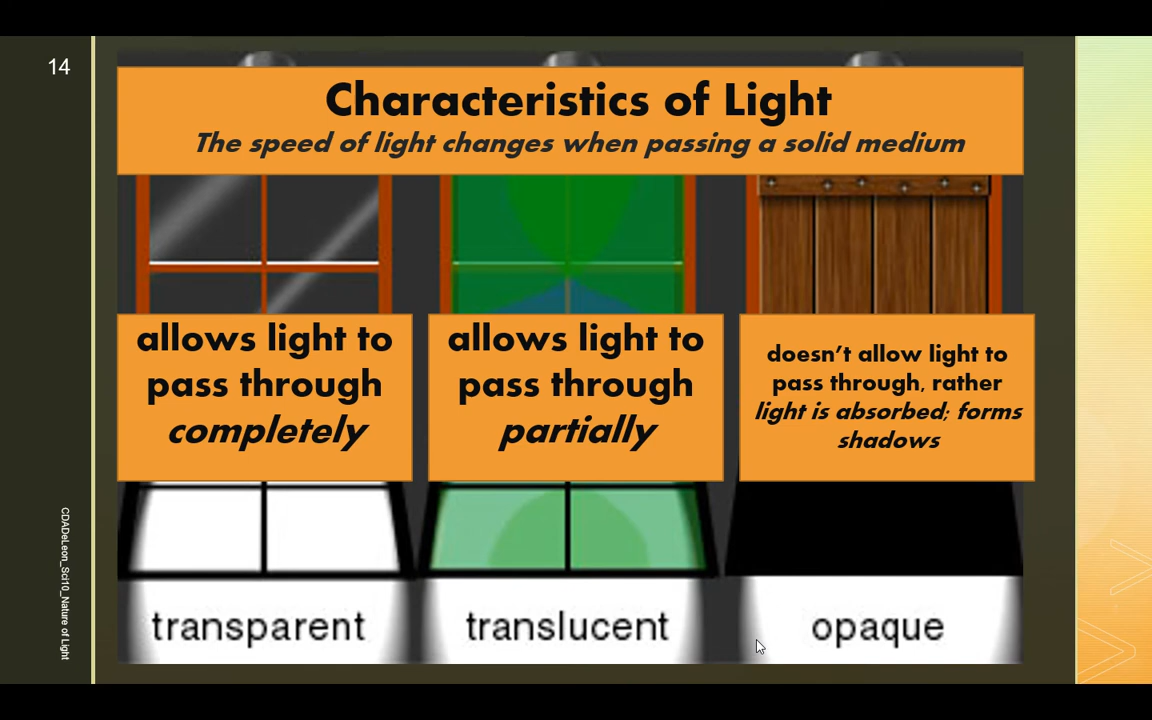 14
Characteristics of Light
The speed of light changes when passing a solid medium
allows light to
pass through
completely
allows light to
pass through
partially
doesn't allow light to
pass through, rather
light is absorbed; forms
shadows
transparent
translucent
opaque
CDADeLeon_Sci10_Nature of Light